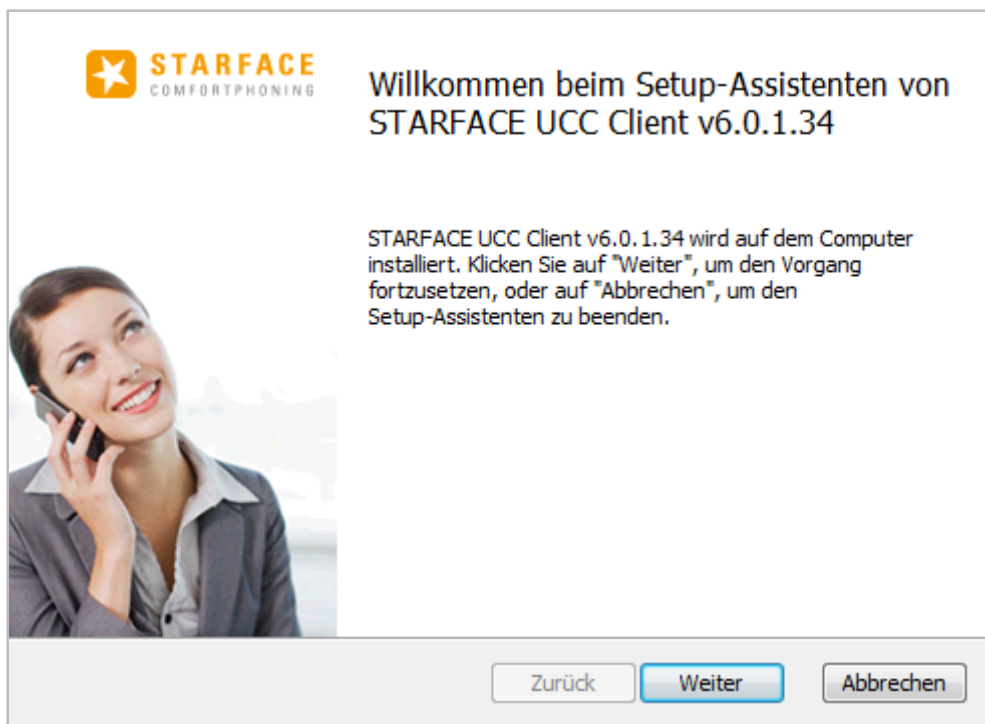 STARFACE
COMFORTPHONING
Willkommen beim Setup-Assistenten von
STARFACE UCC Client v6.0.1.34
STARFACE UCC Client v6.0.1.34 wird auf dem Computer
installiert. Klicken Sie auf "Weiter", um den Vorgang
fortzusetzen, oder auf "Abbrechen", um den
Setup-Assistenten zu beenden.
Zurück
Weiter
Abbrechen